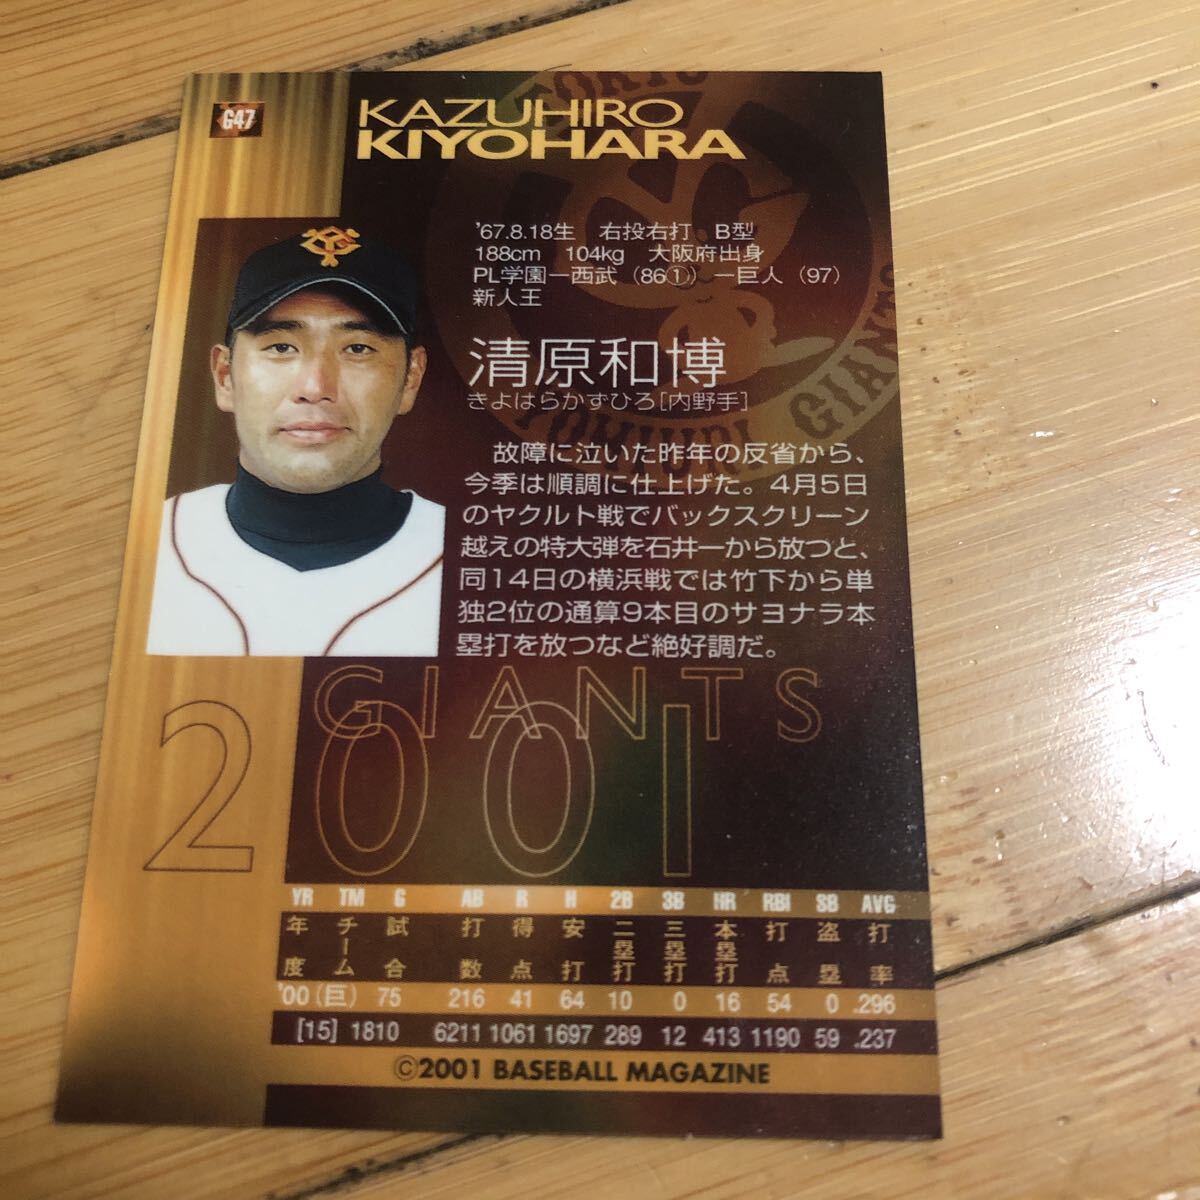 G47
KAZUHIRO
KIYOHARA
'67.8.18生 右投右打 B型
188cm 104kg 大阪府出身
PL学園ー西武(86①)ー巨人(97)
新人王
清原和博
きよはらかずひろ[内野手]
故障に泣いた昨年の反省から、
今季は順調に仕上げた。4月5日
のヤクルト戦でバックスクリーン
越えの特大弾を石井一から放つと、
同14日の横浜戦では竹下から単
独2位の通算9本目のサヨナラ本
塁打を放つなど絶好調だ。
TOKYO
YOMIURI GIANTS
GIANTS
2001
YR TM G AB R H 2B 3B HR RBI SB AVG
年度 チーム 試合 打数 得点 安打 二塁打 三塁打 本塁打 打点 盗塁 打率
'00(巨) 75 216 41 64 10 0 16 54 0 .296
[15] 1810 6211 1061 1697 289 12 413 1190 59 .237
©2001 BASEBALL MAGAZINE